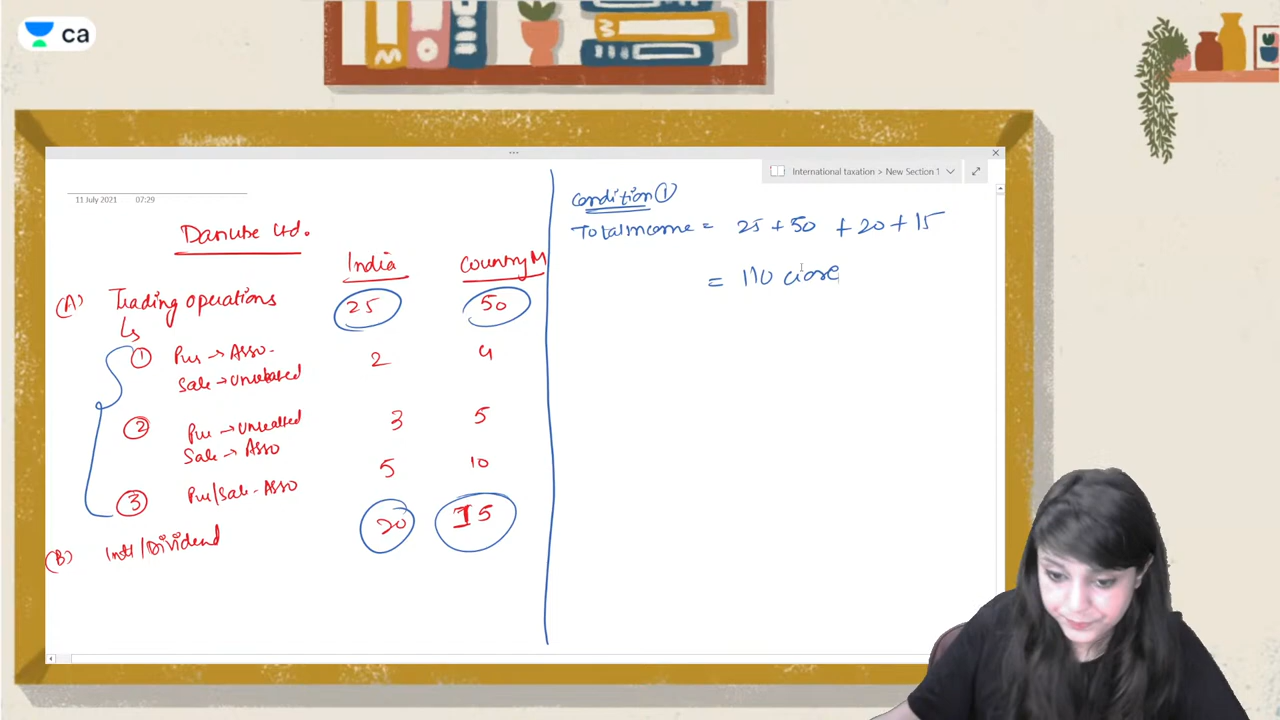 ca
International taxation > New Section 1
11 July 2021 07:29
Danube Ltd.
India Country M
(A) Trading operations 25 50
① Pur → Asso. 2 4
Sale → Unrelated
② Pur → Unrealted 3 5
Sale → Asso
5 10
③ Pur/Sale - Asso
20 15
(B) Intt/Dividend
Condition ①
Total Income = 25 + 50 + 20 + 15
= 110 crore